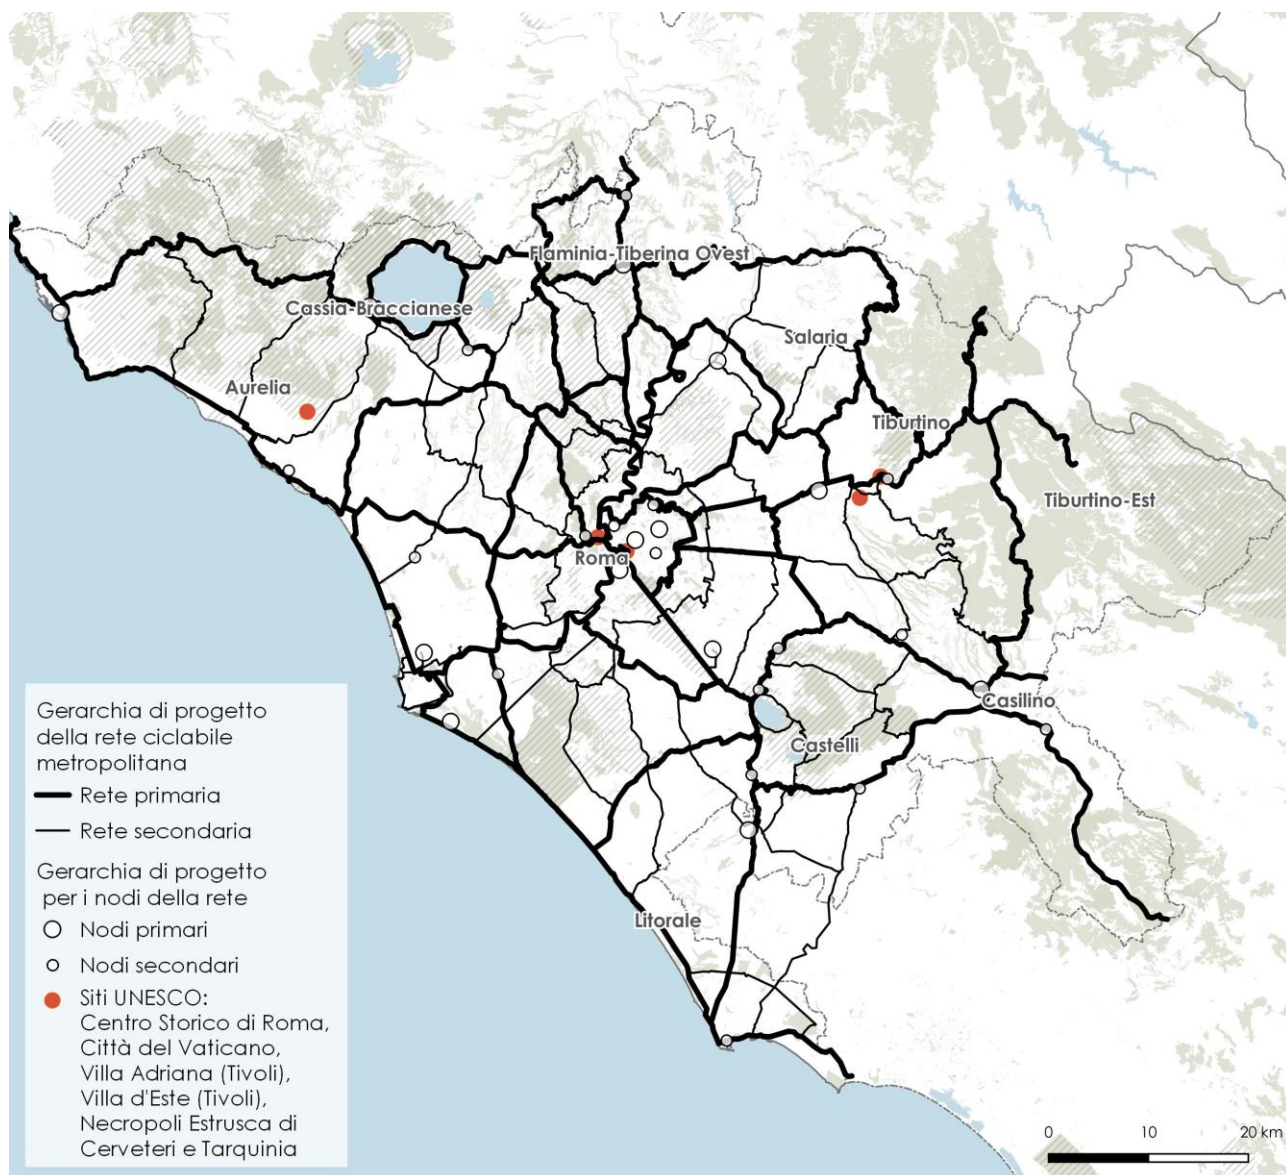 Flaminia-Tiberina Ovest
Cassia-Braccianese
Salaria
Aurelia
Tiburtino
Tiburtino-Est
Roma
Casilino
Castelli
Litorale
Gerarchia di progetto
della rete ciclabile
metropolitana
Rete primaria
Rete secondaria
Gerarchia di progetto
per i nodi della rete
Nodi primari
Nodi secondari
Siti UNESCO:
Centro Storico di Roma,
Città del Vaticano,
Villa Adriana (Tivoli),
Villa d'Este (Tivoli),
Necropoli Estrusca di
Cerveteri e Tarquinia
0 10 20 km